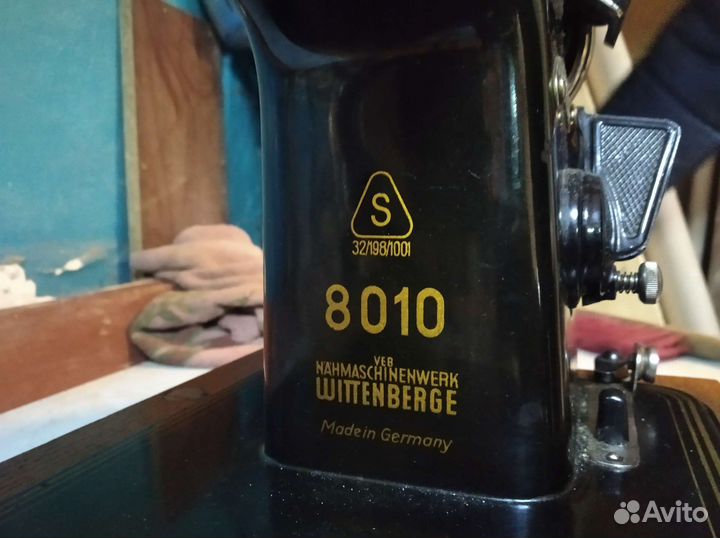 S
32/198/1001
8010
VEB
NÄHMASCHINENWERK
WITTENBERGE
Made in Germany
Avito